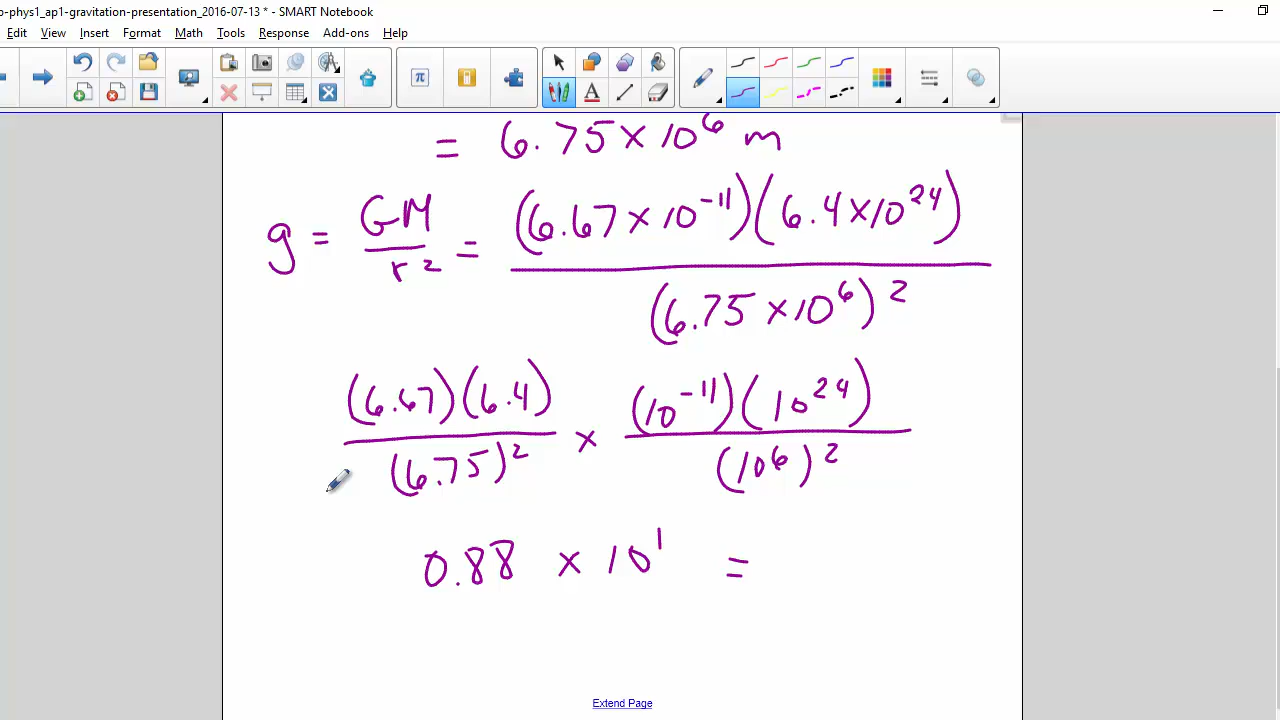 o-phys1_ap1-gravitation-presentation_2016-07-13 * - SMART Notebook
Edit View Insert Format Math Tools Response Add-ons Help
= 6.75 × 10⁶ m
g = GM / r² = (6.67 × 10⁻¹¹)(6.4 × 10²⁴) / (6.75 × 10⁶)²
(6.67)(6.4) / (6.75)² × (10⁻¹¹)(10²⁴) / (10⁶)²
0.88 × 10¹ =
Extend Page